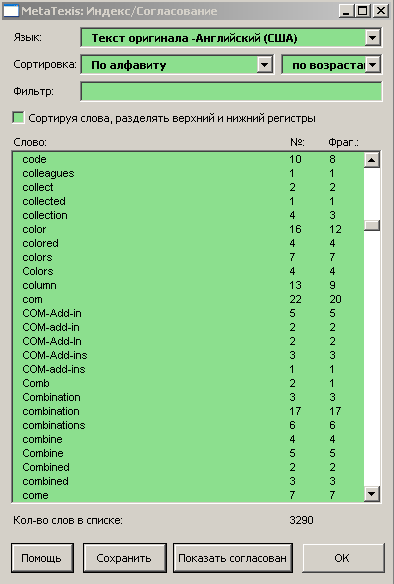 MetaTexis: Индекс/Согласование
Язык: Текст оригинала -Английский (США)
Сортировка: По алфавиту по возраста
Фильтр:
Сортируя слова, разделять верхний и нижний регистры
Слово: №: Фраг.:
code 10 8
colleagues 1 1
collect 2 2
collected 1 1
collection 4 3
color 16 12
colored 4 4
colors 7 7
Colors 4 4
column 13 9
com 22 20
COM-Add-in 5 5
COM-add-in 2 2
COM-Add-In 2 2
COM-Add-ins 3 3
COM-add-ins 1 1
Comb 2 1
Combination 3 3
combination 17 17
combinations 6 6
combine 4 4
Combine 5 5
Combined 2 2
combined 3 3
come 7 7
Кол-во слов в списке: 3290
Помощь Сохранить Показать согласован OK